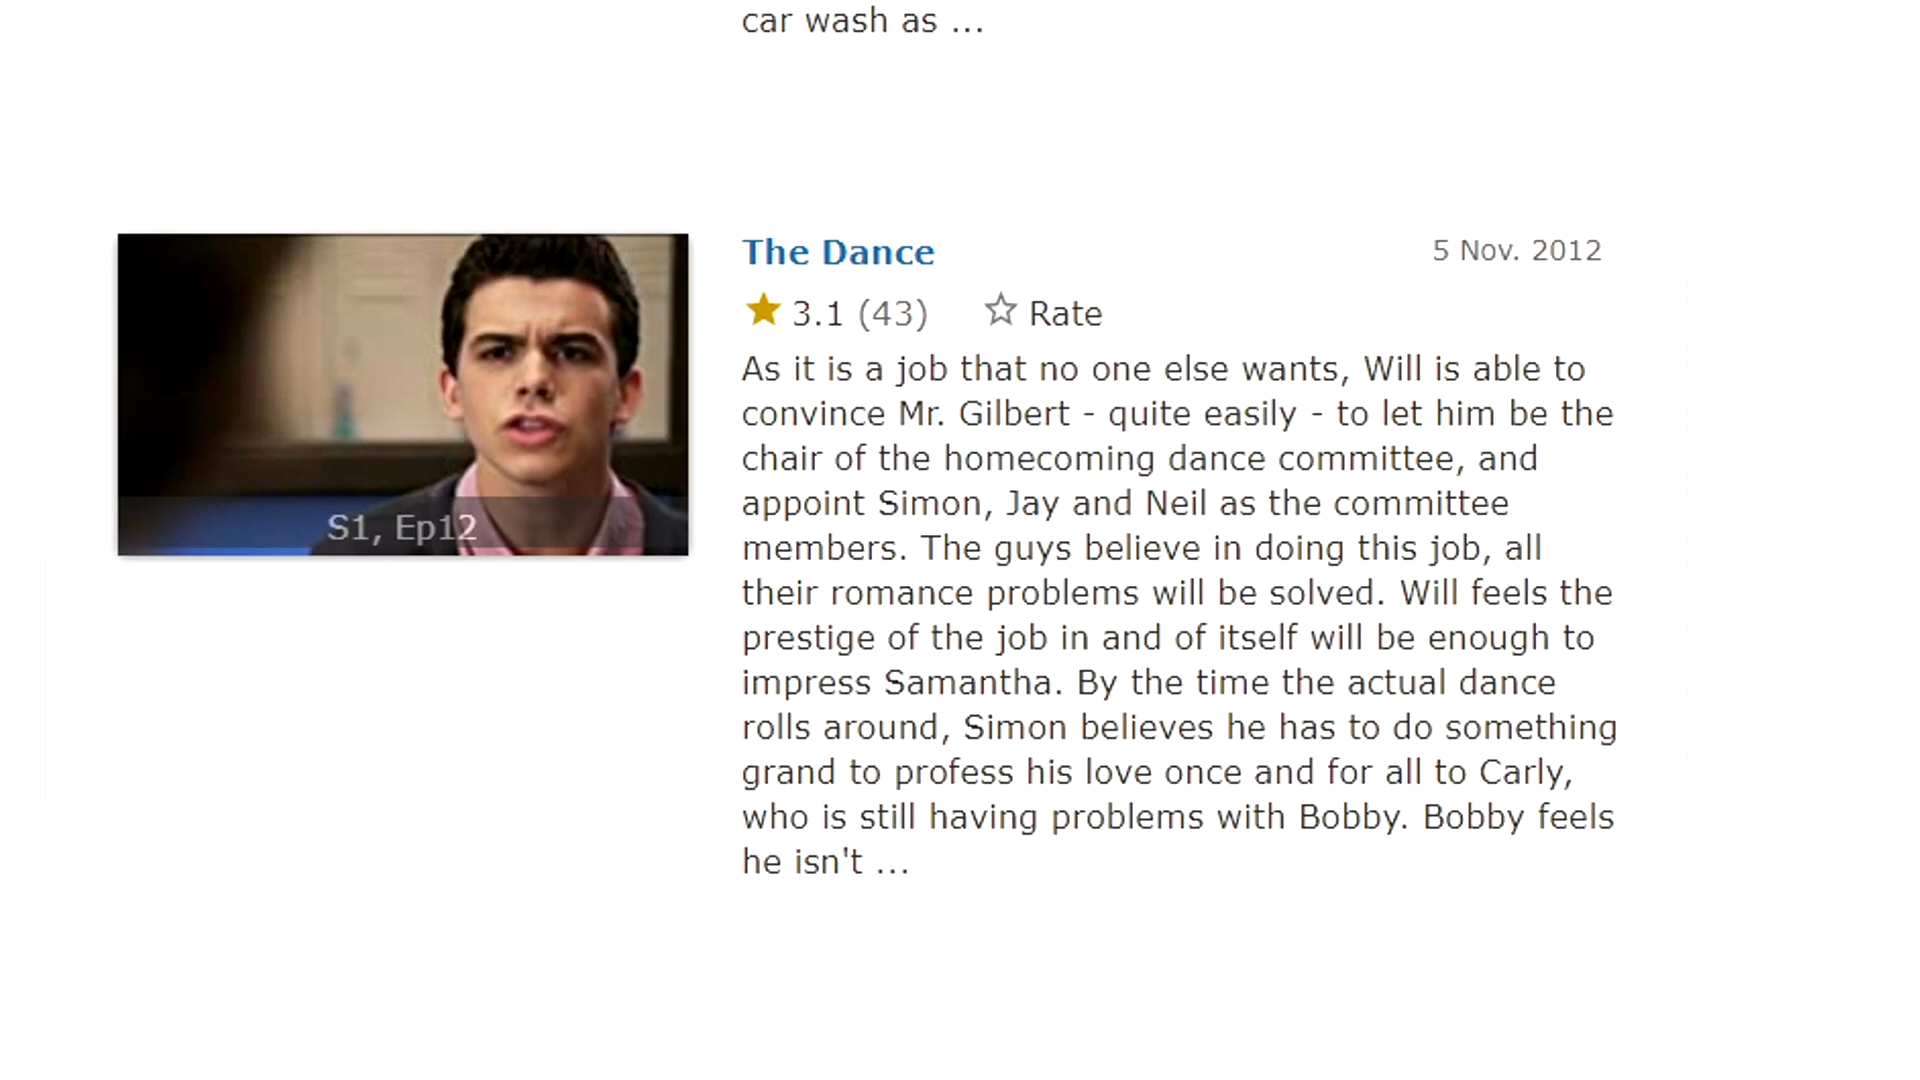 car wash as ...
The Dance
5 Nov. 2012
3.1 (43) Rate
S1, Ep12
As it is a job that no one else wants, Will is able to
convince Mr. Gilbert - quite easily - to let him be the
chair of the homecoming dance committee, and
appoint Simon, Jay and Neil as the committee
members. The guys believe in doing this job, all
their romance problems will be solved. Will feels the
prestige of the job in and of itself will be enough to
impress Samantha. By the time the actual dance
rolls around, Simon believes he has to do something
grand to profess his love once and for all to Carly,
who is still having problems with Bobby. Bobby feels
he isn't ...